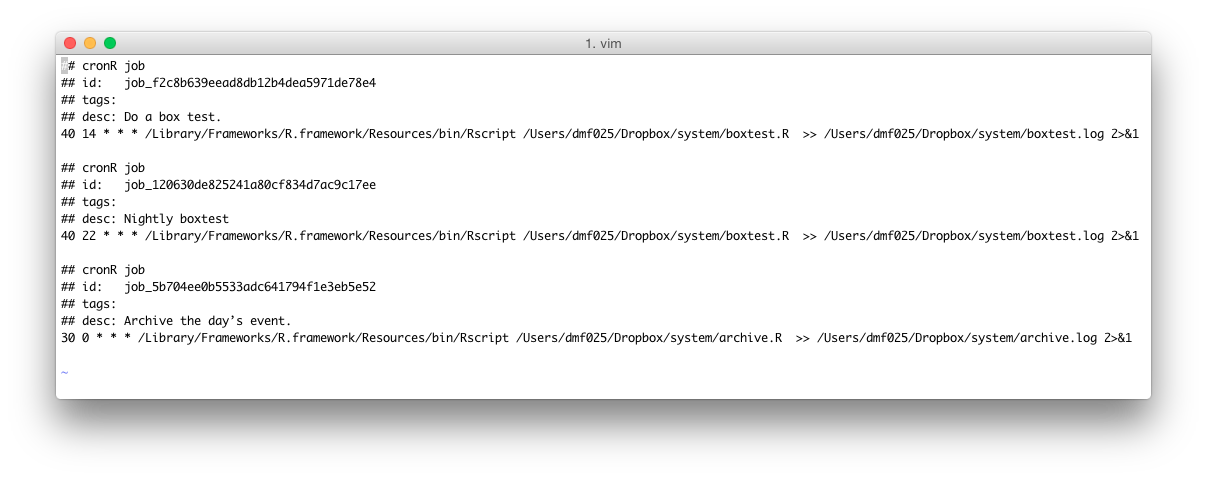 1. vim
## cronR job
## id:   job_f2c8b639eead8db12b4dea5971de78e4
## tags:
## desc: Do a box test.
40 14 * * * /Library/Frameworks/R.framework/Resources/bin/Rscript /Users/dmf025/Dropbox/system/boxtest.R  >> /Users/dmf025/Dropbox/system/boxtest.log 2>&1
## cronR job
## id:   job_120630de825241a80cf834d7ac9c17ee
## tags:
## desc: Nightly boxtest
40 22 * * * /Library/Frameworks/R.framework/Resources/bin/Rscript /Users/dmf025/Dropbox/system/boxtest.R  >> /Users/dmf025/Dropbox/system/boxtest.log 2>&1
## cronR job
## id:   job_5b704ee0b5533adc641794f1e3eb5e52
## tags:
## desc: Archive the day’s event.
30 0 * * * /Library/Frameworks/R.framework/Resources/bin/Rscript /Users/dmf025/Dropbox/system/archive.R  >> /Users/dmf025/Dropbox/system/archive.log 2>&1
~